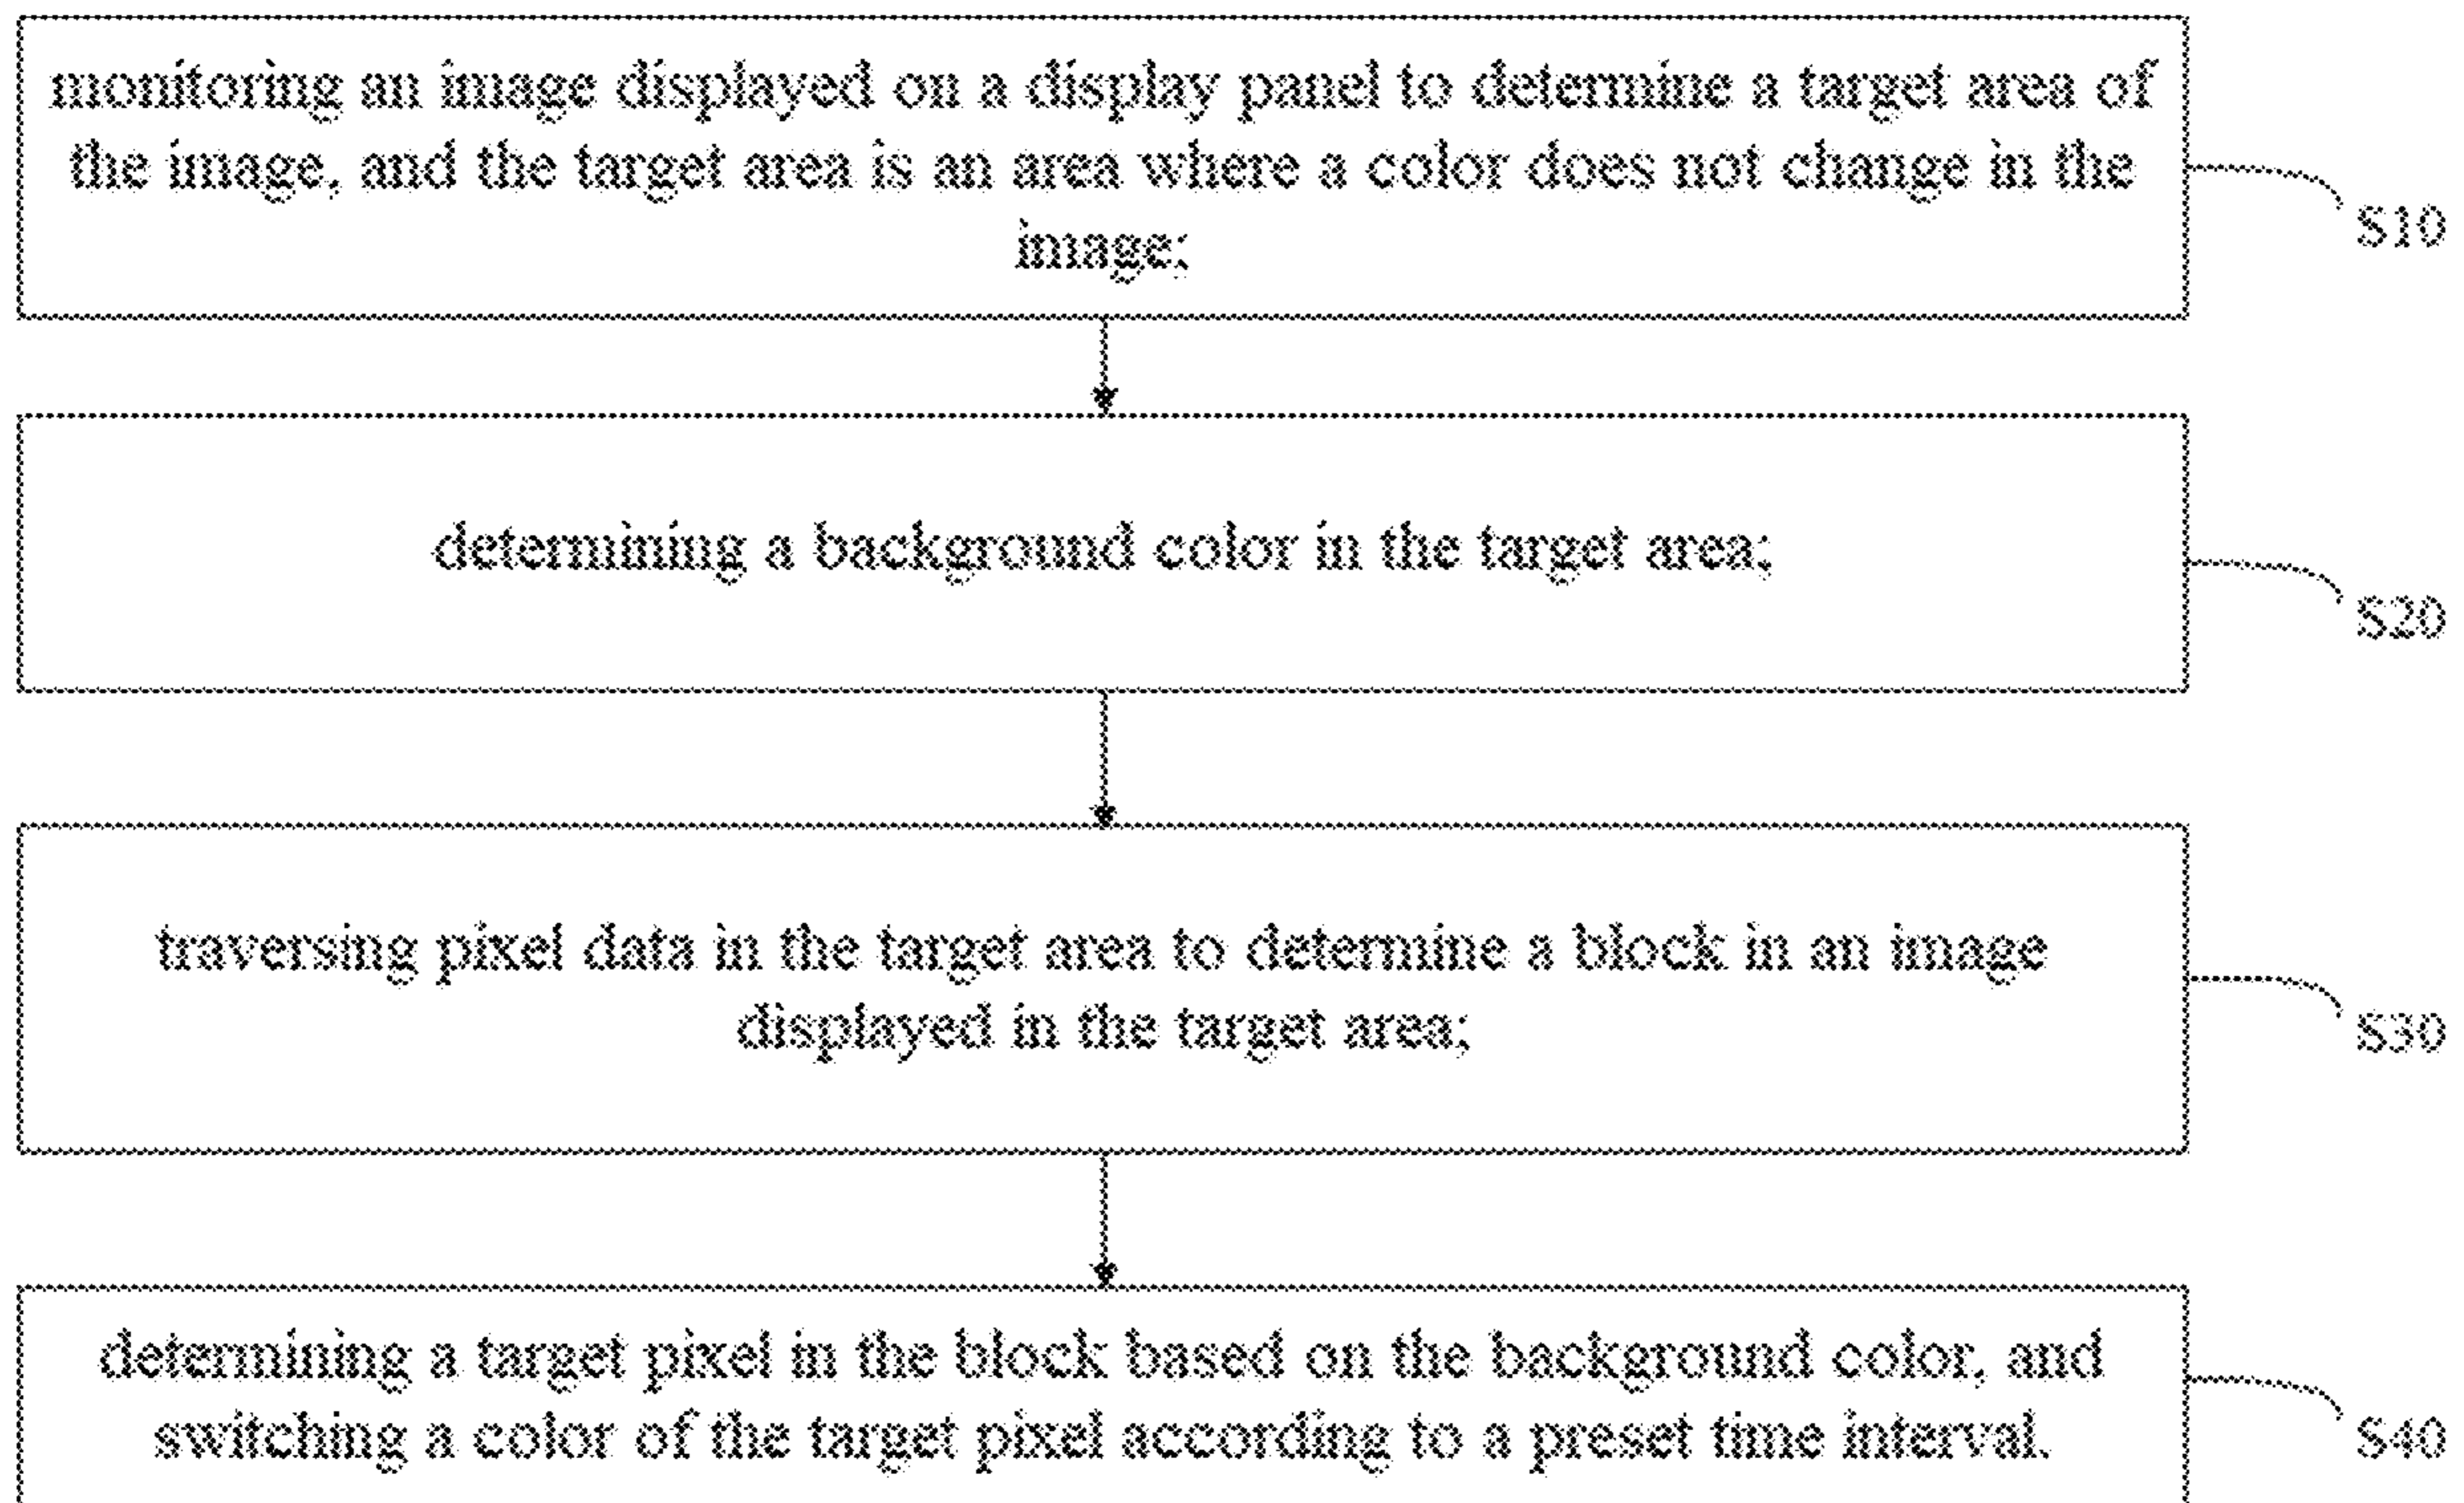 monitoring an image displayed on a display panel to determine a target area of
the image, and the target area is an area where a color does not change in the
image;
S10
determining a background color in the target area;
S20
traversing pixel data in the target area to determine a block in an image
displayed in the target area;
S30
determining a target pixel in the block based on the background color, and
switching a color of the target pixel according to a preset time interval.
S40